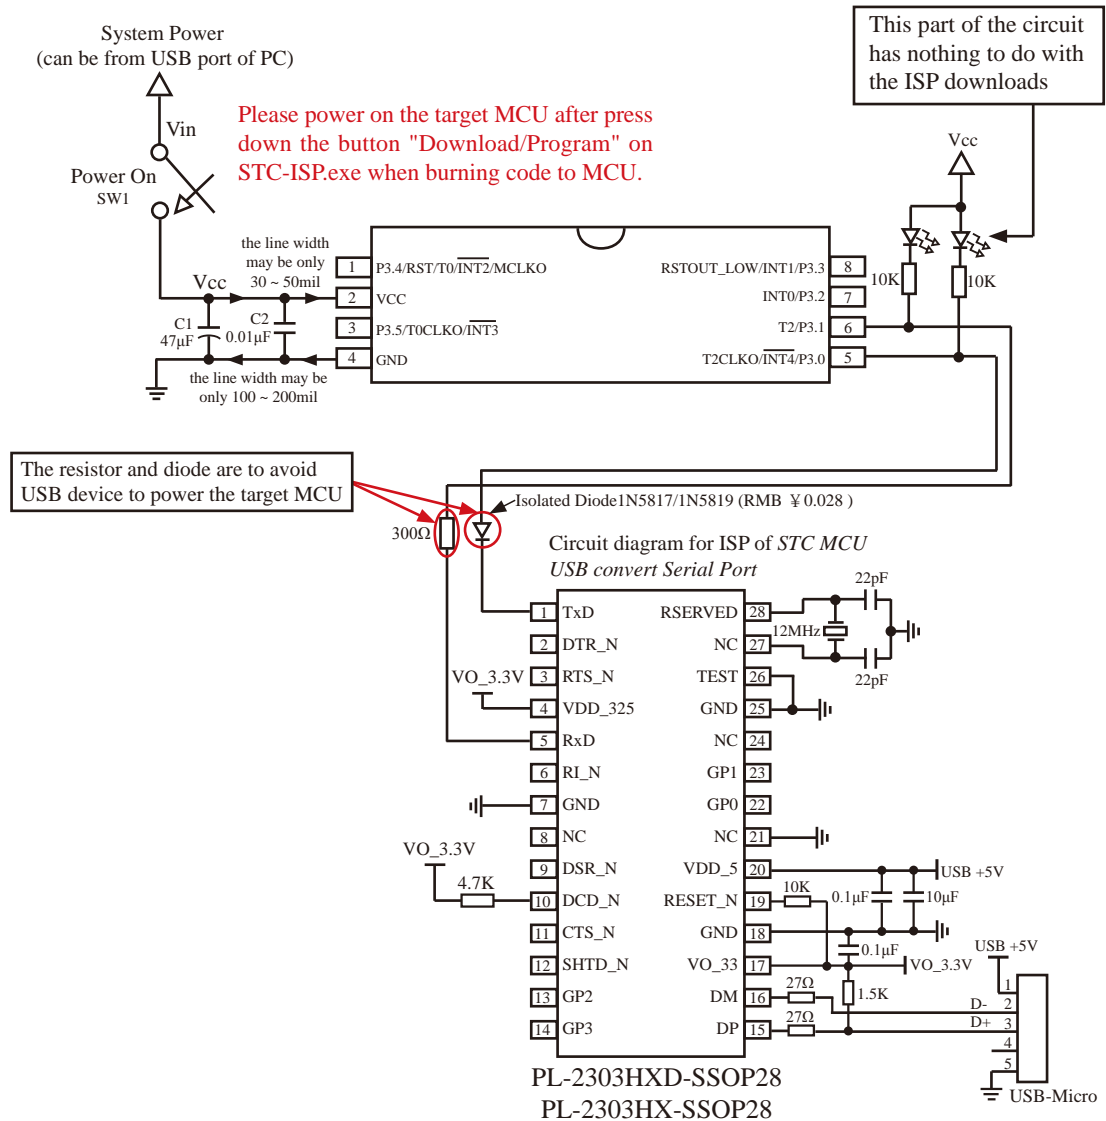 System Power
(can be from USB port of PC)
Vin
Power On
SW1
Please power on the target MCU after press
down the button "Download/Program" on
STC-ISP.exe when burning code to MCU.
This part of the circuit
has nothing to do with
the ISP downloads
Vcc
10K
10K
the line width
may be only
30 ~ 50mil
Vcc
C1
47μF
C2
0.01μF
the line width may be
only 100 ~ 200mil
1 P3.4/RST/T0/INT2/MCLKO
2 VCC
3 P3.5/T0CLKO/INT3
4 GND
RSTOUT_LOW/INT1/P3.3 8
INT0/P3.2 7
T2/P3.1 6
T2CLKO/INT4/P3.0 5
The resistor and diode are to avoid
USB device to power the target MCU
300Ω
Isolated Diode1N5817/1N5819 (RMB ¥0.028 )
Circuit diagram for ISP of STC MCU
USB convert Serial Port
1 TxD
2 DTR_N
3 RTS_N
4 VDD_325
5 RxD
6 RI_N
7 GND
8 NC
9 DSR_N
10 DCD_N
11 CTS_N
12 SHTD_N
13 GP2
14 GP3
VO_3.3V
VO_3.3V
4.7K
RSERVED 28
NC 27
TEST 26
GND 25
NC 24
GP1 23
GP0 22
NC 21
VDD_5 20
RESET_N 19
GND 18
VO_33 17
DM 16
DP 15
22pF
12MHz
22pF
USB +5V
10K
0.1μF
10μF
0.1μF
VO_3.3V
27Ω
1.5K
27Ω
USB +5V
1
D- 2
D+ 3
4
5
USB-Micro
PL-2303HXD-SSOP28
PL-2303HX-SSOP28